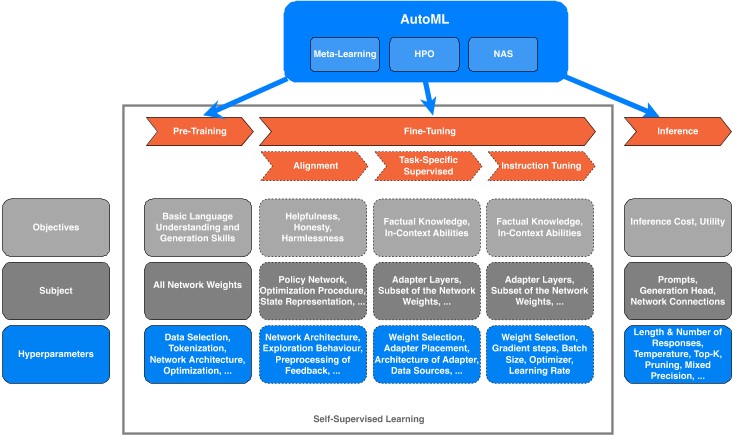 AutoML
Meta-Learning
HPO
NAS
Pre-Training
Fine-Tuning
Inference
Alignment
Task-Specific
Supervised
Instruction Tuning
Objectives
Basic Language
Understanding and
Generation Skills
Helpfulness,
Honesty,
Harmlessness
Factual Knowledge,
In-Context Abilities
Factual Knowledge,
In-Context Abilities
Inference Cost, Utility
Subject
All Network Weights
Policy Network,
Optimization Procedure,
State Representation, ...
Adapter Layers,
Subset of the Network
Weights, ...
Adapter Layers,
Subset of the Network
Weights, ...
Prompts,
Generation Head,
Network Connections
Hyperparameters
Data Selection,
Tokenization,
Network Architecture,
Optimization, ...
Network Architecture,
Exploration Behaviour,
Preprocessing of
Feedback, ...
Weight Selection,
Adapter Placement,
Architecture of Adapter,
Data Sources, ...
Weight Selection,
Gradient steps, Batch
Size, Optimizer,
Learning Rate
Length & Number of
Responses,
Temperature, Top-K,
Pruning, Mixed
Precision, ...
Self-Supervised Learning